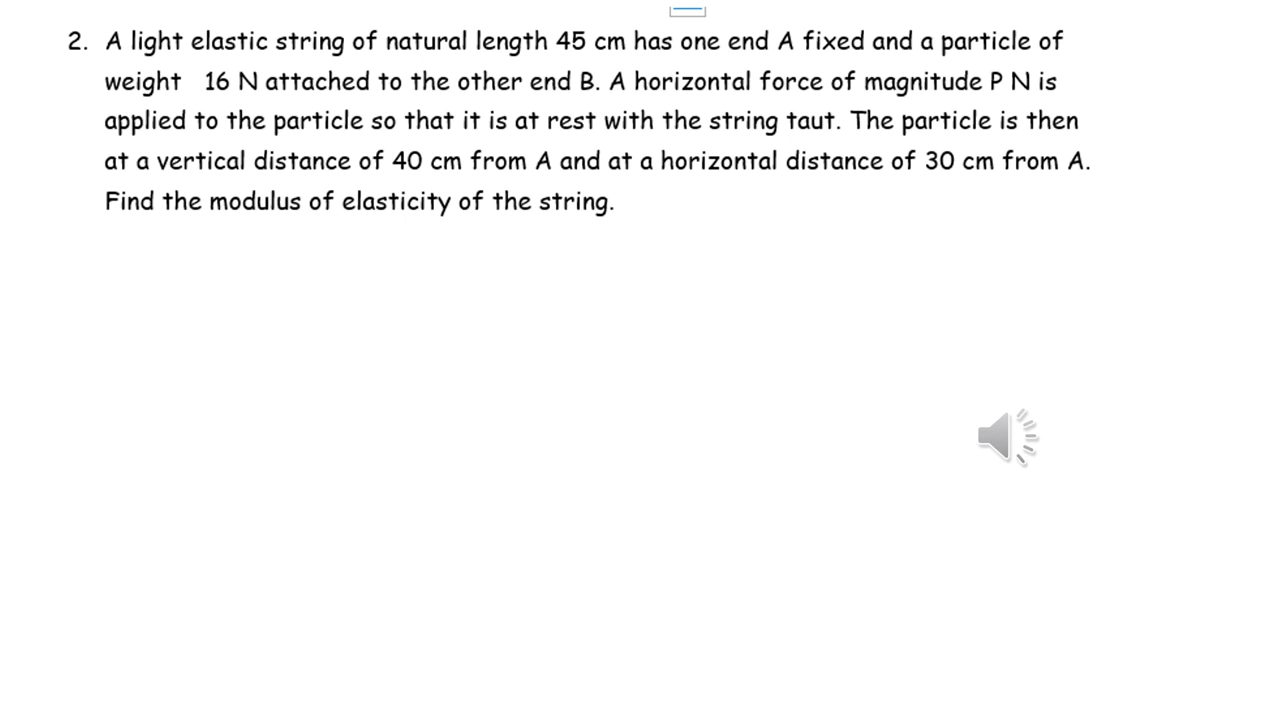 2. A light elastic string of natural length 45 cm has one end A fixed and a particle of
weight 16 N attached to the other end B. A horizontal force of magnitude P N is
applied to the particle so that it is at rest with the string taut. The particle is then
at a vertical distance of 40 cm from A and at a horizontal distance of 30 cm from A.
Find the modulus of elasticity of the string.